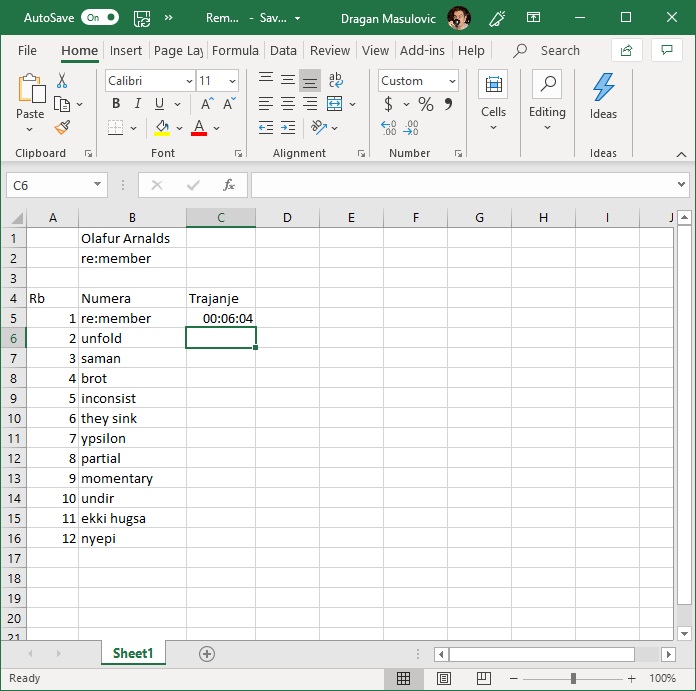 AutoSave On Rem... - Sav... Dragan Masulovic
File Home Insert Page Lay Formula Data Review View Add-ins Help Search
Paste Calibri 11 ab Custom Cells Editing Ideas
B I U A A $ % 9
A .00 .00
Clipboard Font Alignment Number Ideas
C6 fx
A B C D E F G H I J
1 Olafur Arnalds
2 re:member
3
4 Rb Numera Trajanje
5 1 re:member 00:06:04
6 2 unfold
7 3 saman
8 4 brot
9 5 inconsist
10 6 they sink
11 7 ypsilon
12 8 partial
13 9 momentary
14 10 undir
15 11 ekki hugsa
16 12 nyepi
17
18
19
20
21
Sheet1
Ready 100%